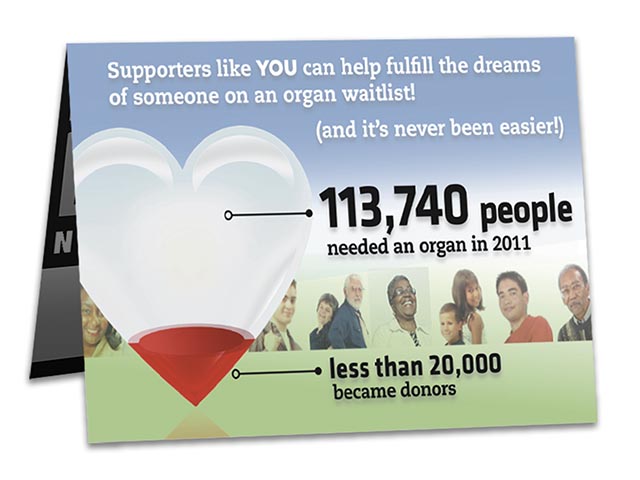 Supporters like YOU can help fulfill the dreams
of someone on an organ waitlist!
(and it's never been easier!)
113,740 people
needed an organ in 2011
less than 20,000
became donors